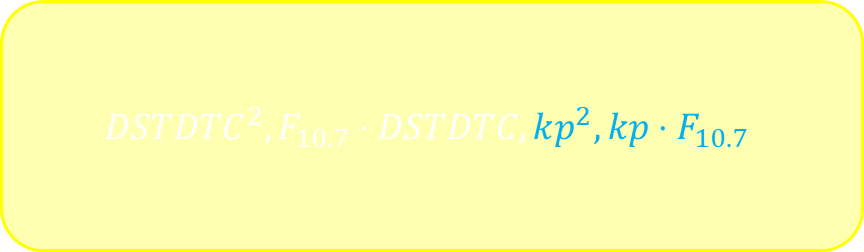 DSTDTC², F₁₀.₇ · DSTDTC, kp², kp · F₁₀.₇